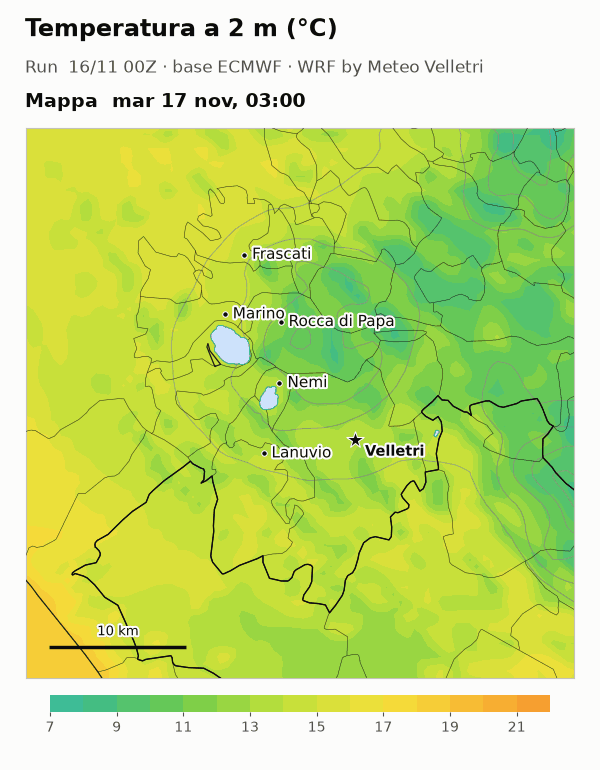 Temperatura a 2 m (°C)
Run  16/11 00Z · base ECMWF · WRF by Meteo Velletri
Mappa  mar 17 nov, 03:00
Frascati
Marino
Rocca di Papa
Nemi
Velletri
Lanuvio
10 km
7 9 11 13 15 17 19 21